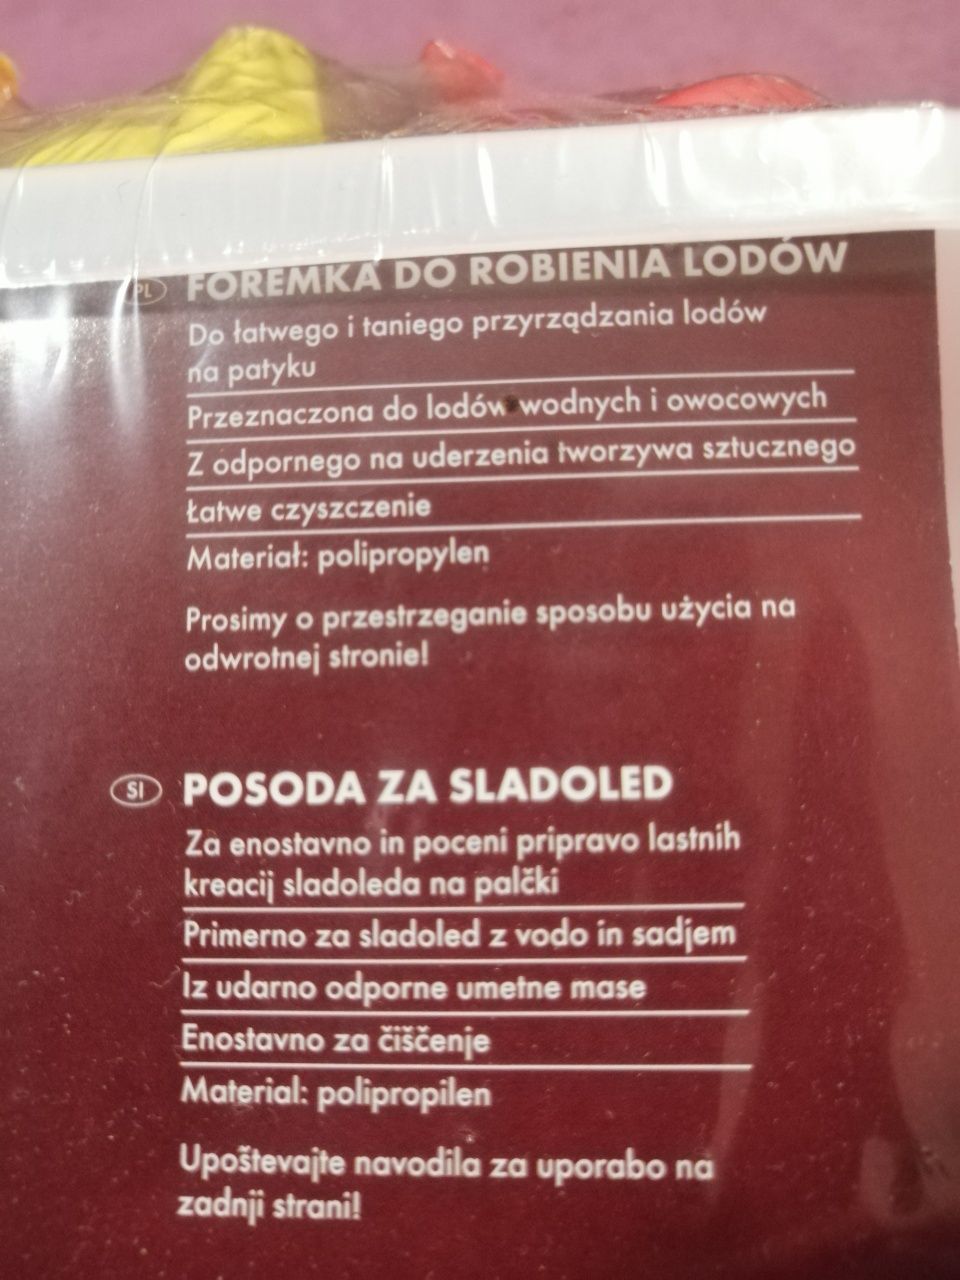 PL FOREMKA DO ROBIENIA LODÓW
Do łatwego i taniego przyrządzania lodów
na patyku
Przeznaczona do lodów wodnych i owocowych
Z odpornego na uderzenia tworzywa sztucznego
Łatwe czyszczenie
Materiał: polipropylen
Prosimy o przestrzeganie sposobu użycia na
odwrotnej stronie!
SI POSODA ZA SLADOLED
Za enostavno in poceni pripravo lastnih
kreacij sladoleda na palčki
Primerno za sladoled z vodo in sadjem
Iz udarno odporne umetne mase
Enostavno za čiščenje
Material: polipropilen
Upoštevajte navodila za uporabo na
zadnji strani!